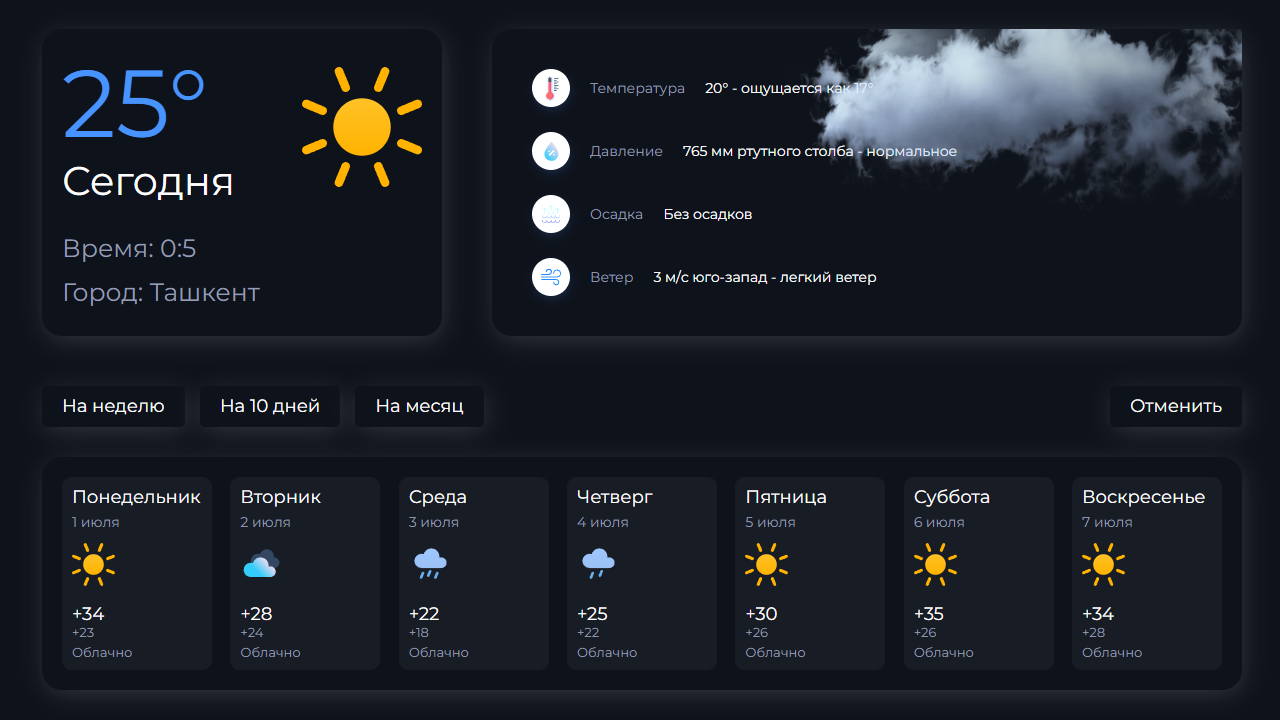 25°
Сегодня
Время: 0:5
Город: Ташкент
Температура 20° - ощущается как 17°
Давление 765 мм ртутного столба - нормальное
Осадка Без осадков
Ветер 3 м/с юго-запад - легкий ветер
На неделю На 10 дней На месяц Отменить
Понедельник
1 июля
+34
+23
Облачно
Вторник
2 июля
+28
+24
Облачно
Среда
3 июля
+22
+18
Облачно
Четверг
4 июля
+25
+22
Облачно
Пятница
5 июля
+30
+26
Облачно
Суббота
6 июля
+35
+26
Облачно
Воскресенье
7 июля
+34
+28
Облачно